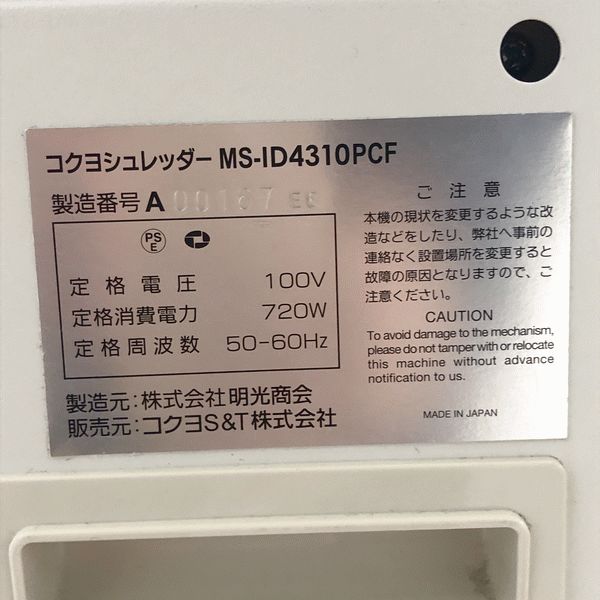 コクヨシュレッダー MS-ID4310PCF
製造番号 A 00167 EC
PS
E
定格電圧 100V
定格消費電力 720W
定格周波数 50-60Hz
製造元:株式会社明光商会
販売元:コクヨS&T株式会社
ご注意
本機の現状を変更するような改
造などをしたり、弊社へ事前の
連絡なく設置場所を変更すると
故障の原因となりますので、ご
注意ください。
CAUTION
To avoid damage to the mechanism,
please do not tamper with or relocate
this machine without advance
notification to us.
MADE IN JAPAN